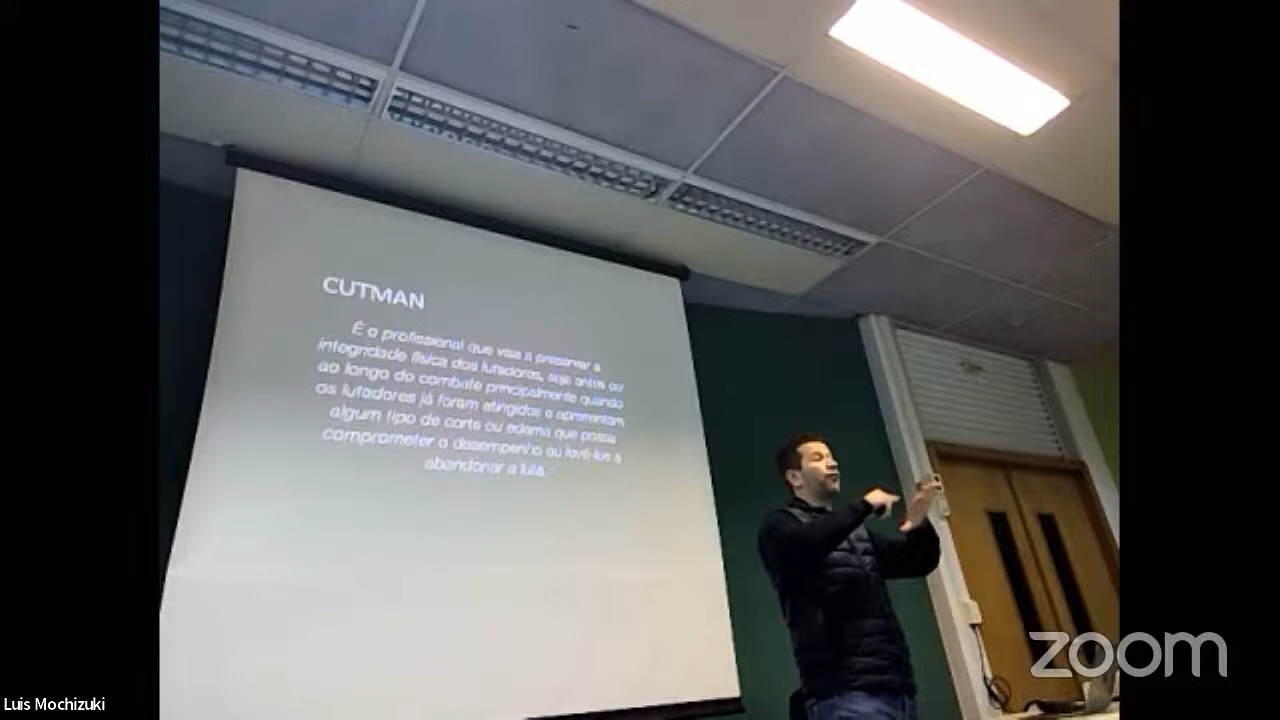 CUTMAN
É o profissional que visa a preservar a
integridade física dos lutadores, seja antes ou
ao longo do combate principalmente quando
os lutadores já foram atingidos e apresentam
algum tipo de corte ou edema que possa
comprometer o desempenho ou levá-los a
abandonar a luta.
zoom
Luis Mochizuki